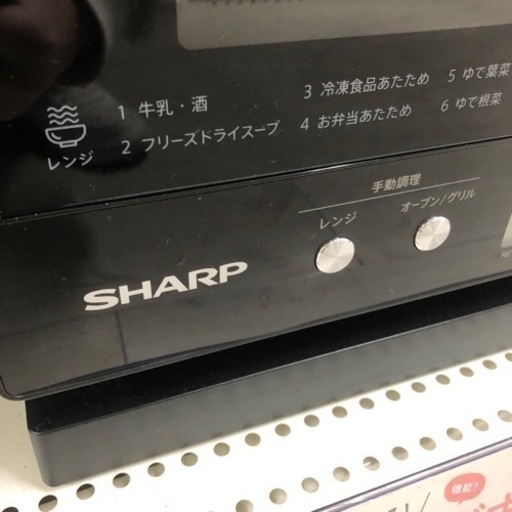 1 牛乳・酒
2 フリーズドライスープ
3 冷凍食品あたため
4 お弁当あたため
5 ゆで葉菜
6 ゆで根菜
レンジ
手動調理
レンジ
オーブン/グリル
SHARP
機能?